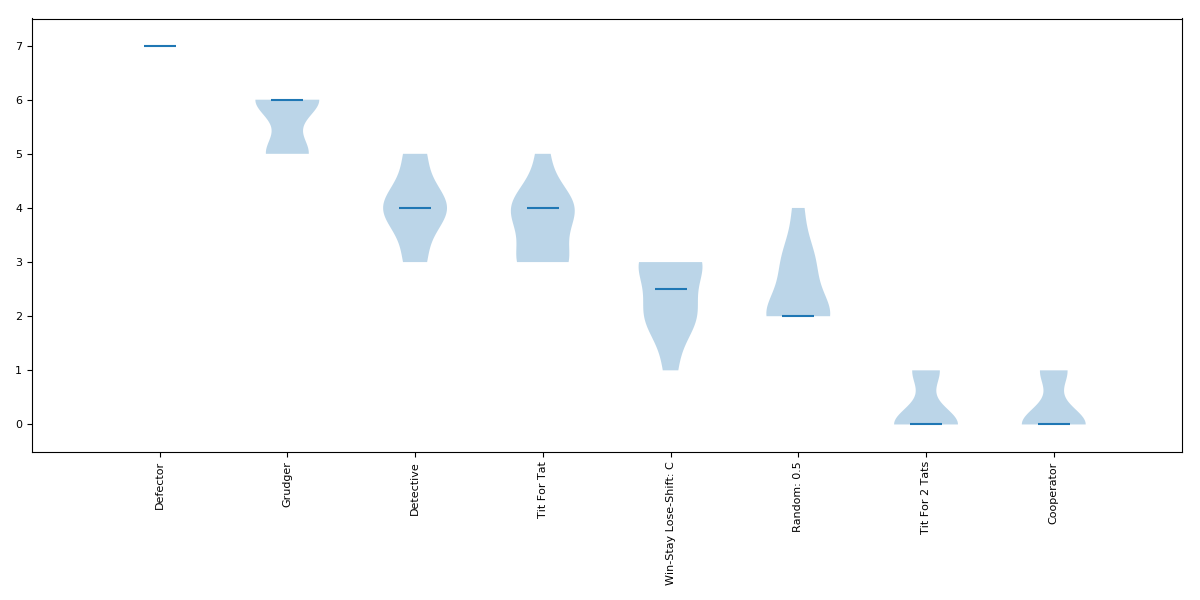 7
6
5
4
3
2
1
0
Defector
Grudger
Detective
Tit For Tat
Win-Stay Lose-Shift: C
Random: 0.5
Tit For 2 Tats
Cooperator